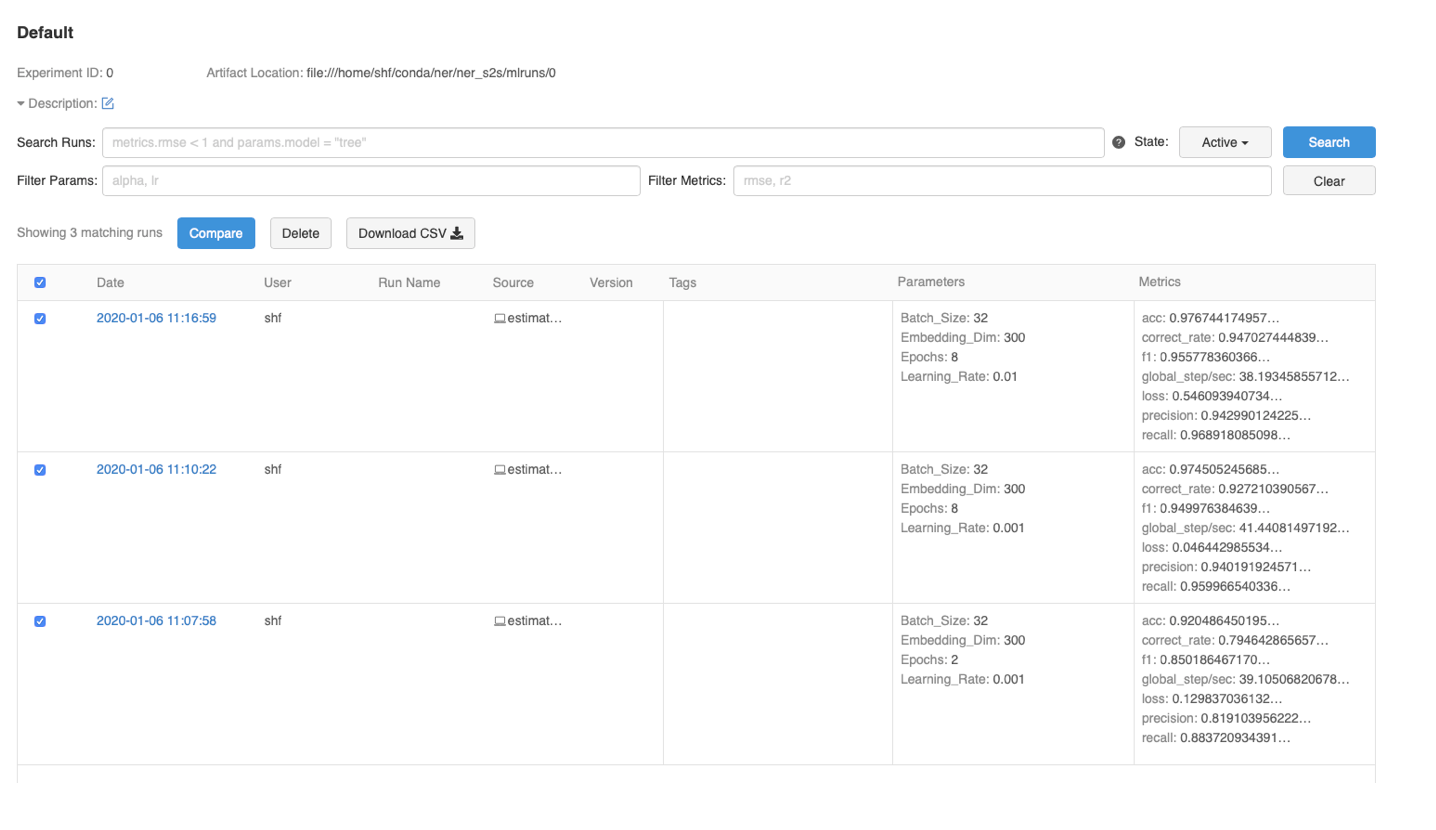 Default
Experiment ID: 0 Artifact Location: file:///home/shf/conda/ner/ner_s2s/mlruns/0
Description:
Search Runs: metrics.rmse < 1 and params.model = "tree" ? State: Active Search
Filter Params: alpha, lr Filter Metrics: rmse, r2 Clear
Showing 3 matching runs Compare Delete Download CSV
Date User Run Name Source Version Tags Parameters Metrics
2020-01-06 11:16:59 shf estimat... Batch_Size: 32 acc: 0.976744174957...
Embedding_Dim: 300 correct_rate: 0.947027444839...
Epochs: 8 f1: 0.955778360366...
Learning_Rate: 0.01 global_step/sec: 38.19345855712...
loss: 0.546093940734...
precision: 0.942990124225...
recall: 0.968918085098...
2020-01-06 11:10:22 shf estimat... Batch_Size: 32 acc: 0.974505245685...
Embedding_Dim: 300 correct_rate: 0.927210390567...
Epochs: 8 f1: 0.949976384639...
Learning_Rate: 0.001 global_step/sec: 41.44081497192...
loss: 0.046442985534...
precision: 0.940191924571...
recall: 0.959966540336...
2020-01-06 11:07:58 shf estimat... Batch_Size: 32 acc: 0.920486450195...
Embedding_Dim: 300 correct_rate: 0.794642865657...
Epochs: 2 f1: 0.850186467170...
Learning_Rate: 0.001 global_step/sec: 39.10506820678...
loss: 0.129837036132...
precision: 0.819103956222...
recall: 0.883720934391...